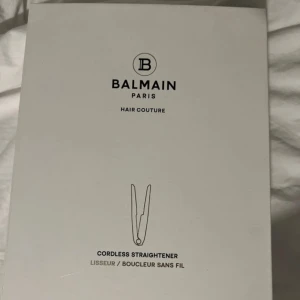 B
BALMAIN
PARIS
HAIR COUTURE
CORDLESS STRAIGHTENER
LISSEUR / BOUCLEUR SANS FIL